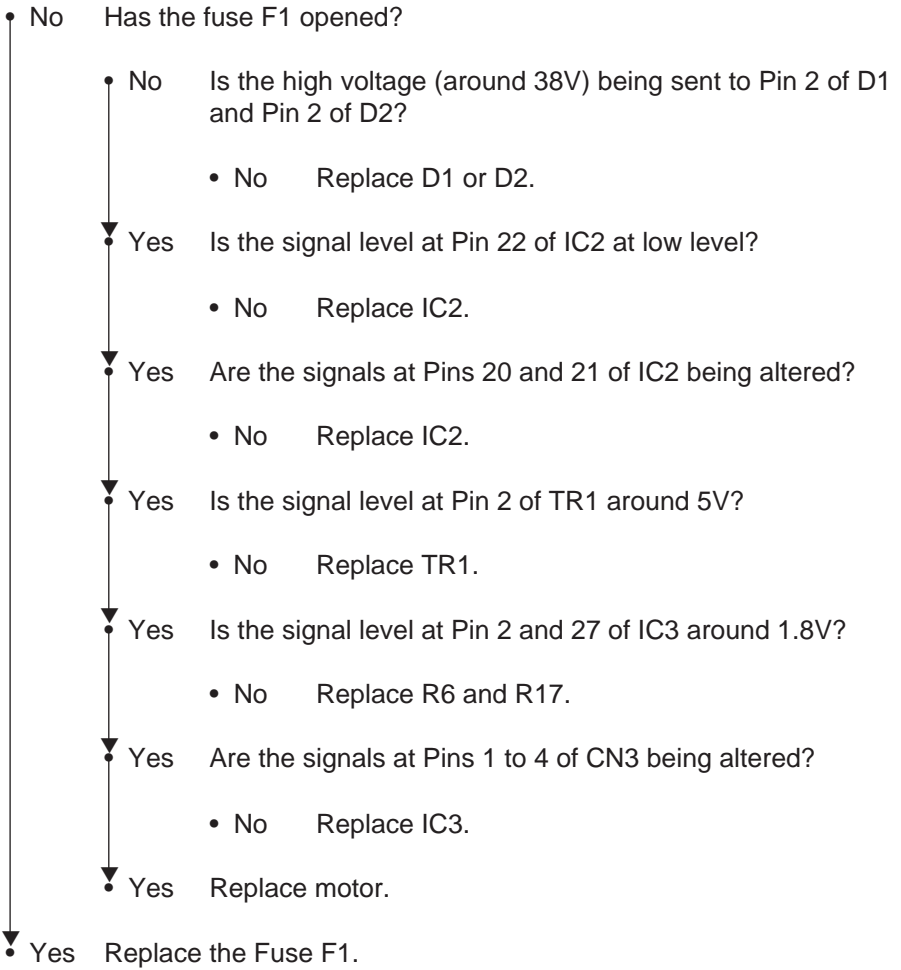 • No Has the fuse F1 opened?
• No Is the high voltage (around 38V) being sent to Pin 2 of D1
and Pin 2 of D2?
• No Replace D1 or D2.
• Yes Is the signal level at Pin 22 of IC2 at low level?
• No Replace IC2.
• Yes Are the signals at Pins 20 and 21 of IC2 being altered?
• No Replace IC2.
• Yes Is the signal level at Pin 2 of TR1 around 5V?
• No Replace TR1.
• Yes Is the signal level at Pin 2 and 27 of IC3 around 1.8V?
• No Replace R6 and R17.
• Yes Are the signals at Pins 1 to 4 of CN3 being altered?
• No Replace IC3.
• Yes Replace motor.
• Yes Replace the Fuse F1.